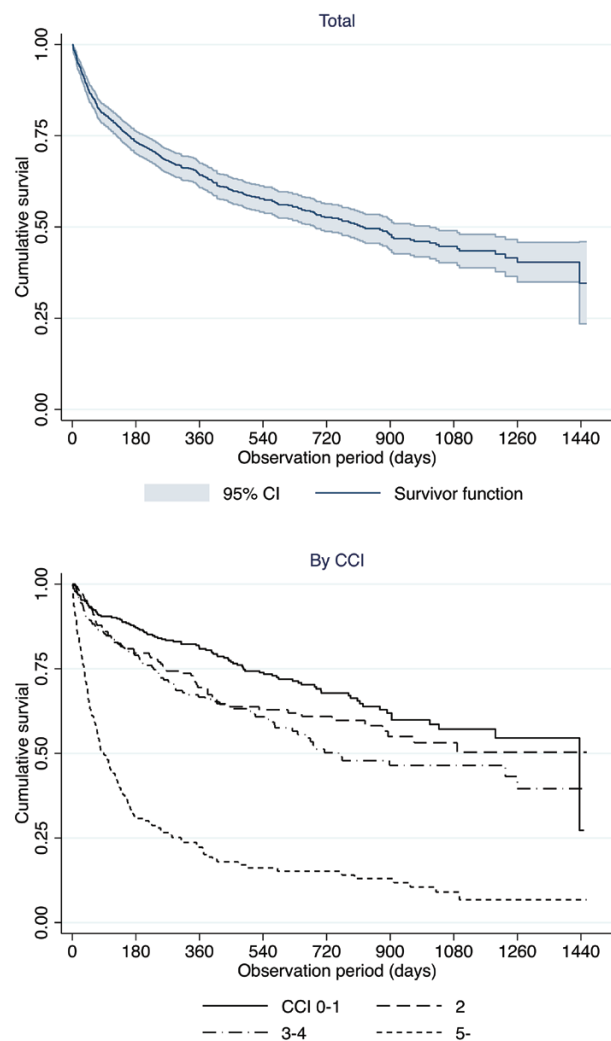 Total
Cumulative survial
1.00
0.75
0.50
0.25
0.00
0 180 360 540 720 900 1080 1260 1440
Observation period (days)
95% CI Survivor function
By CCI
Cumulative survial
1.00
0.75
0.50
0.25
0.00
0 180 360 540 720 900 1080 1260 1440
Observation period (days)
CCI 0-1 2
3-4 5-